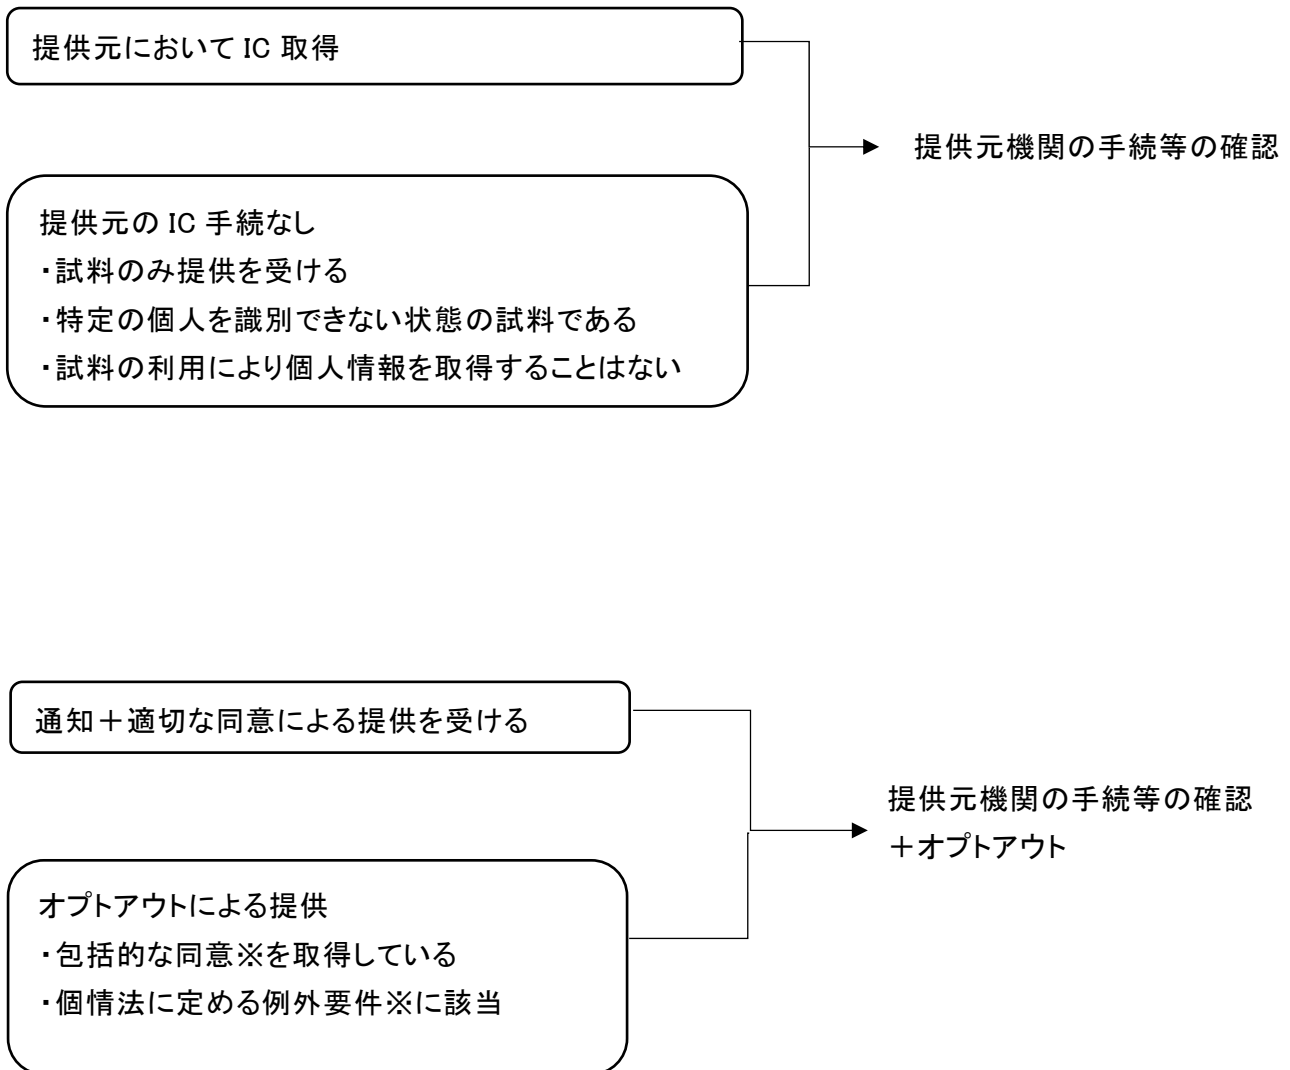 提供元において IC 取得
提供元機関の手続等の確認
提供元の IC 手続なし
・試料のみ提供を受ける
・特定の個人を識別できない状態の試料である
・試料の利用により個人情報を取得することはない
通知＋適切な同意による提供を受ける
提供元機関の手続等の確認
＋オプトアウト
オプトアウトによる提供
・包括的な同意※を取得している
・個情法に定める例外要件※に該当